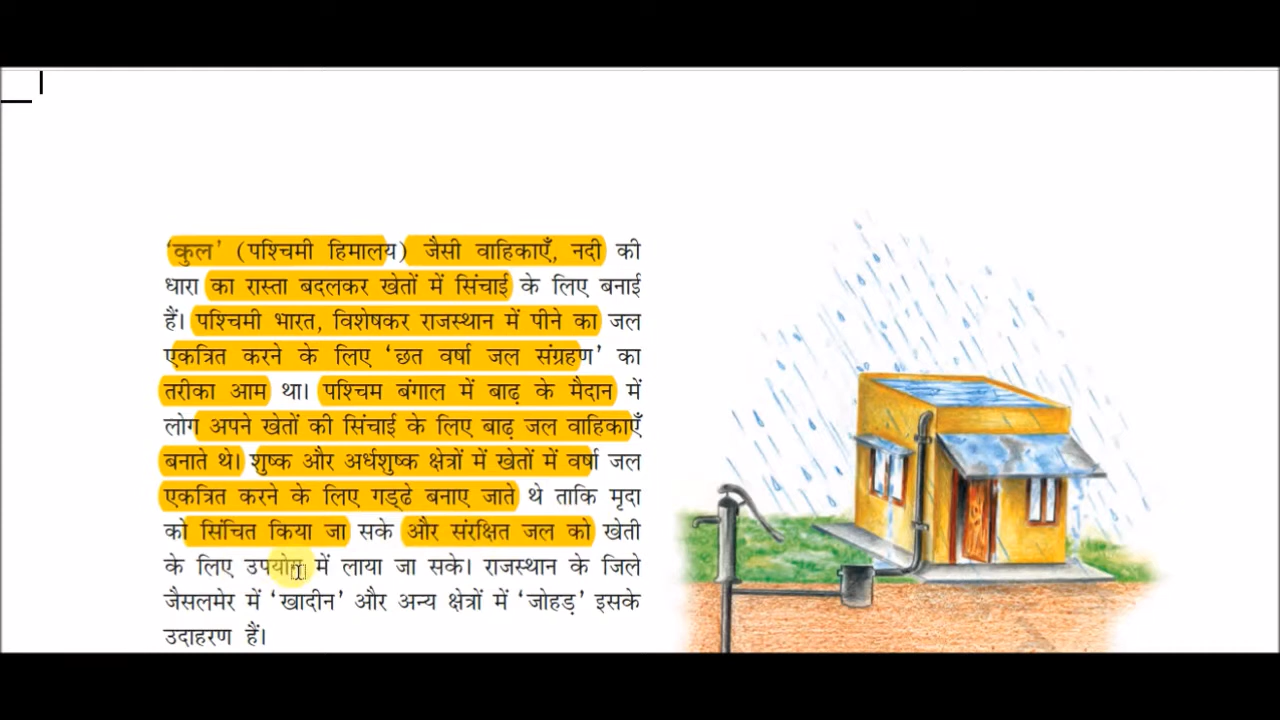 'कुल' (पश्चिमी हिमालय) जैसी वाहिकाएँ, नदी की
धारा का रास्ता बदलकर खेतों में सिंचाई के लिए बनाई
हैं। पश्चिमी भारत, विशेषकर राजस्थान में पीने का जल
एकत्रित करने के लिए 'छत वर्षा जल संग्रहण' का
तरीका आम था। पश्चिम बंगाल में बाढ़ के मैदान में
लोग अपने खेतों की सिंचाई के लिए बाढ़ जल वाहिकाएँ
बनाते थे। शुष्क और अर्धशुष्क क्षेत्रों में खेतों में वर्षा जल
एकत्रित करने के लिए गड्ढे बनाए जाते थे ताकि मृदा
को सिंचित किया जा सके और संरक्षित जल को खेती
के लिए उपयोग में लाया जा सके। राजस्थान के जिले
जैसलमेर में 'खादीन' और अन्य क्षेत्रों में 'जोहड़' इसके
उदाहरण हैं।